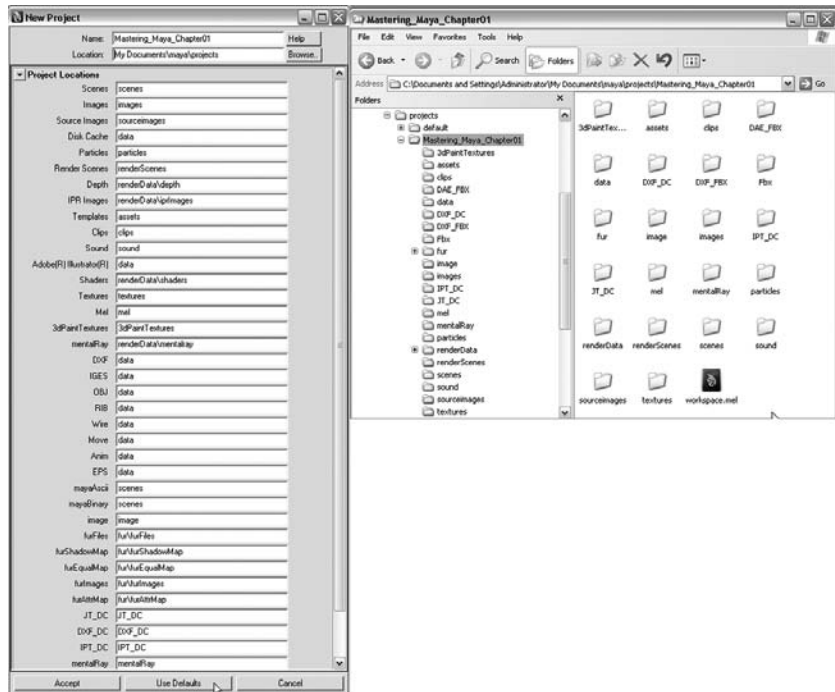 New Project
Name: Mastering_Maya_Chapter01 Help
Location: My Documents\maya\projects Browse..
Project Locations
Scenes scenes
Images images
Source Images sourceimages
Disk Cache data
Particles particles
Render Scenes renderScenes
Depth renderData\depth
IPR Images renderData\iprImages
Templates assets
Clips clips
Sound sound
Adobe(R) Illustrator(R) data
Shaders renderData\shaders
Textures textures
Mel mel
3dPaintTextures 3dPaintTextures
mentalRay renderData\mentalray
DXF data
IGES data
OBJ data
RIB data
Wire data
Move data
Anim data
EPS data
mayaAscii scenes
mayaBinary scenes
image image
furFiles fur\furFiles
furShadowMap fur\furShadowMap
furEqualMap fur\furEqualMap
furImages fur\furImages
furAttrMap fur\furAttrMap
JT_DC JT_DC
DXF_DC DXF_DC
IPT_DC IPT_DC
mentalRay mentalRay
Accept Use Defaults Cancel
Mastering_Maya_Chapter01
File Edit View Favorites Tools Help
Back Search Folders
Address C:\Documents and Settings\Administrator\My Documents\maya\projects\Mastering_Maya_Chapter01 Go
Folders
projects
default
Mastering_Maya_Chapter01
3dPaintTextures
assets
clips
DAE_FBX
data
DXF_DC
DXF_FBX
Fbx
fur
image
images
IPT_DC
JT_DC
mel
mentalRay
particles
renderData
renderScenes
scenes
sound
sourceimages
textures
3dPaintTex... assets clips DAE_FBX
data DXF_DC DXF_FBX Fbx
fur image images IPT_DC
JT_DC mel mentalRay particles
renderData renderScenes scenes sound
sourceimages textures workspace.mel